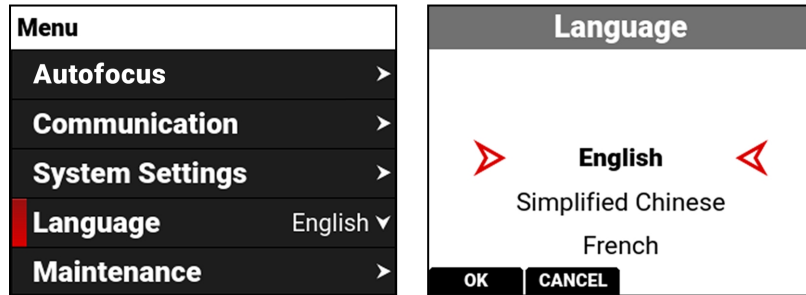 Menu
Autofocus
Communication
System Settings
Language English
Maintenance
Language
English
Simplified Chinese
French
OK CANCEL